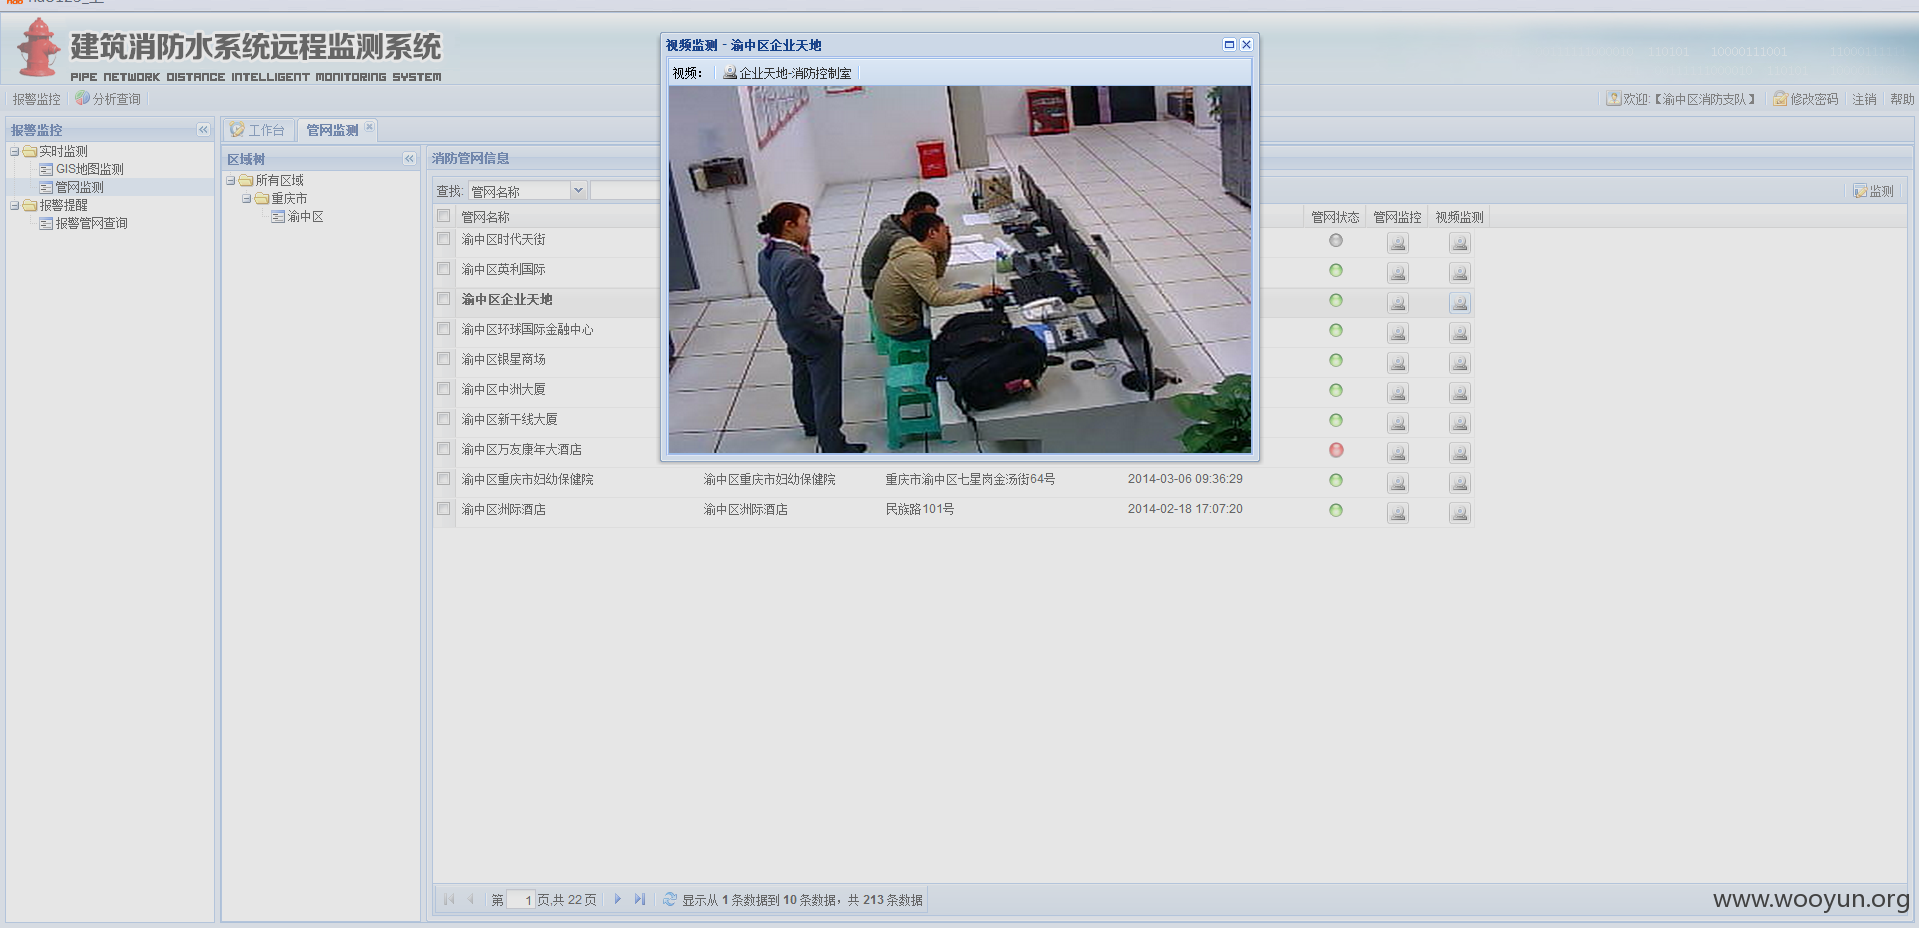 建筑消防水系统远程监测系统
PIPE NETWORK DISTANCE INTELLIGENT MONITORING SYSTEM
报警监控 分析查询
欢迎:【渝中区消防支队】 修改密码 注销 帮助
报警监控
实时监测
GIS地图监测
管网监测
报警提醒
报警管网查询
工作台 管网监测
区域树
所有区域
重庆市
渝中区
消防管网信息
查找: 管网名称
监测
管网名称 管网状态 管网监控 视频监测
渝中区时代天街
渝中区英利国际
渝中区企业天地
渝中区环球国际金融中心
渝中区银星商场
渝中区中洲大厦
渝中区新干线大厦
渝中区万友康年大酒店
渝中区重庆市妇幼保健院 渝中区重庆市妇幼保健院 重庆市渝中区七星岗金汤街64号 2014-03-06 09:36:29
渝中区洲际酒店 渝中区洲际酒店 民族路101号 2014-02-18 17:07:20
视频监测 - 渝中区企业天地
视频: 企业天地-消防控制室
第 1 页,共 22 页
显示从 1 条数据到 10 条数据，共 213 条数据
www.wooyun.org